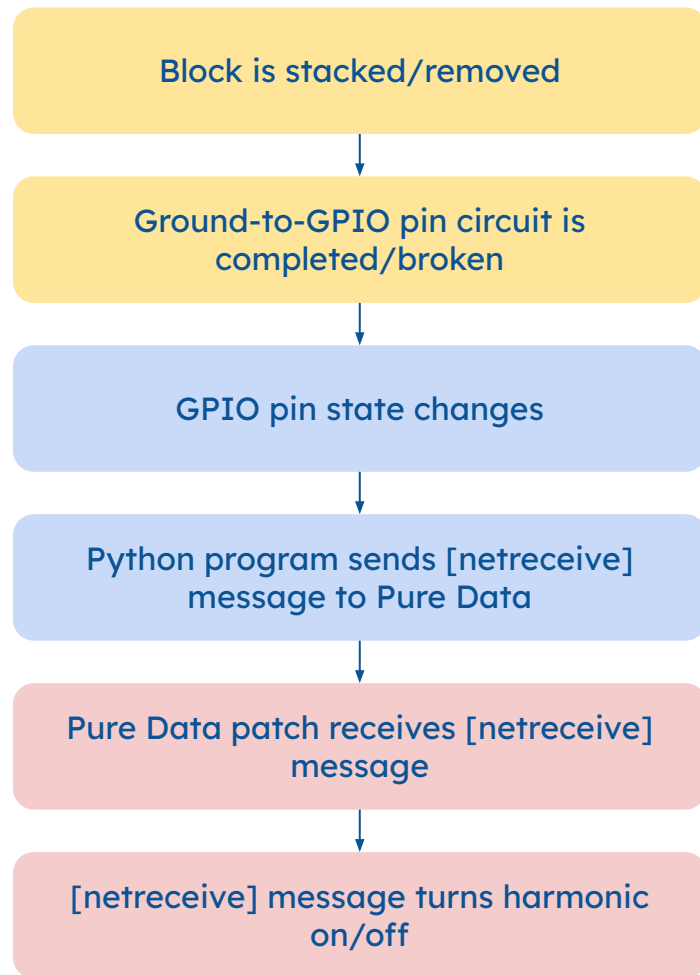 Block is stacked/removed
Ground-to-GPIO pin circuit is
completed/broken
GPIO pin state changes
Python program sends [netreceive]
message to Pure Data
Pure Data patch receives [netreceive]
message
[netreceive] message turns harmonic
on/off